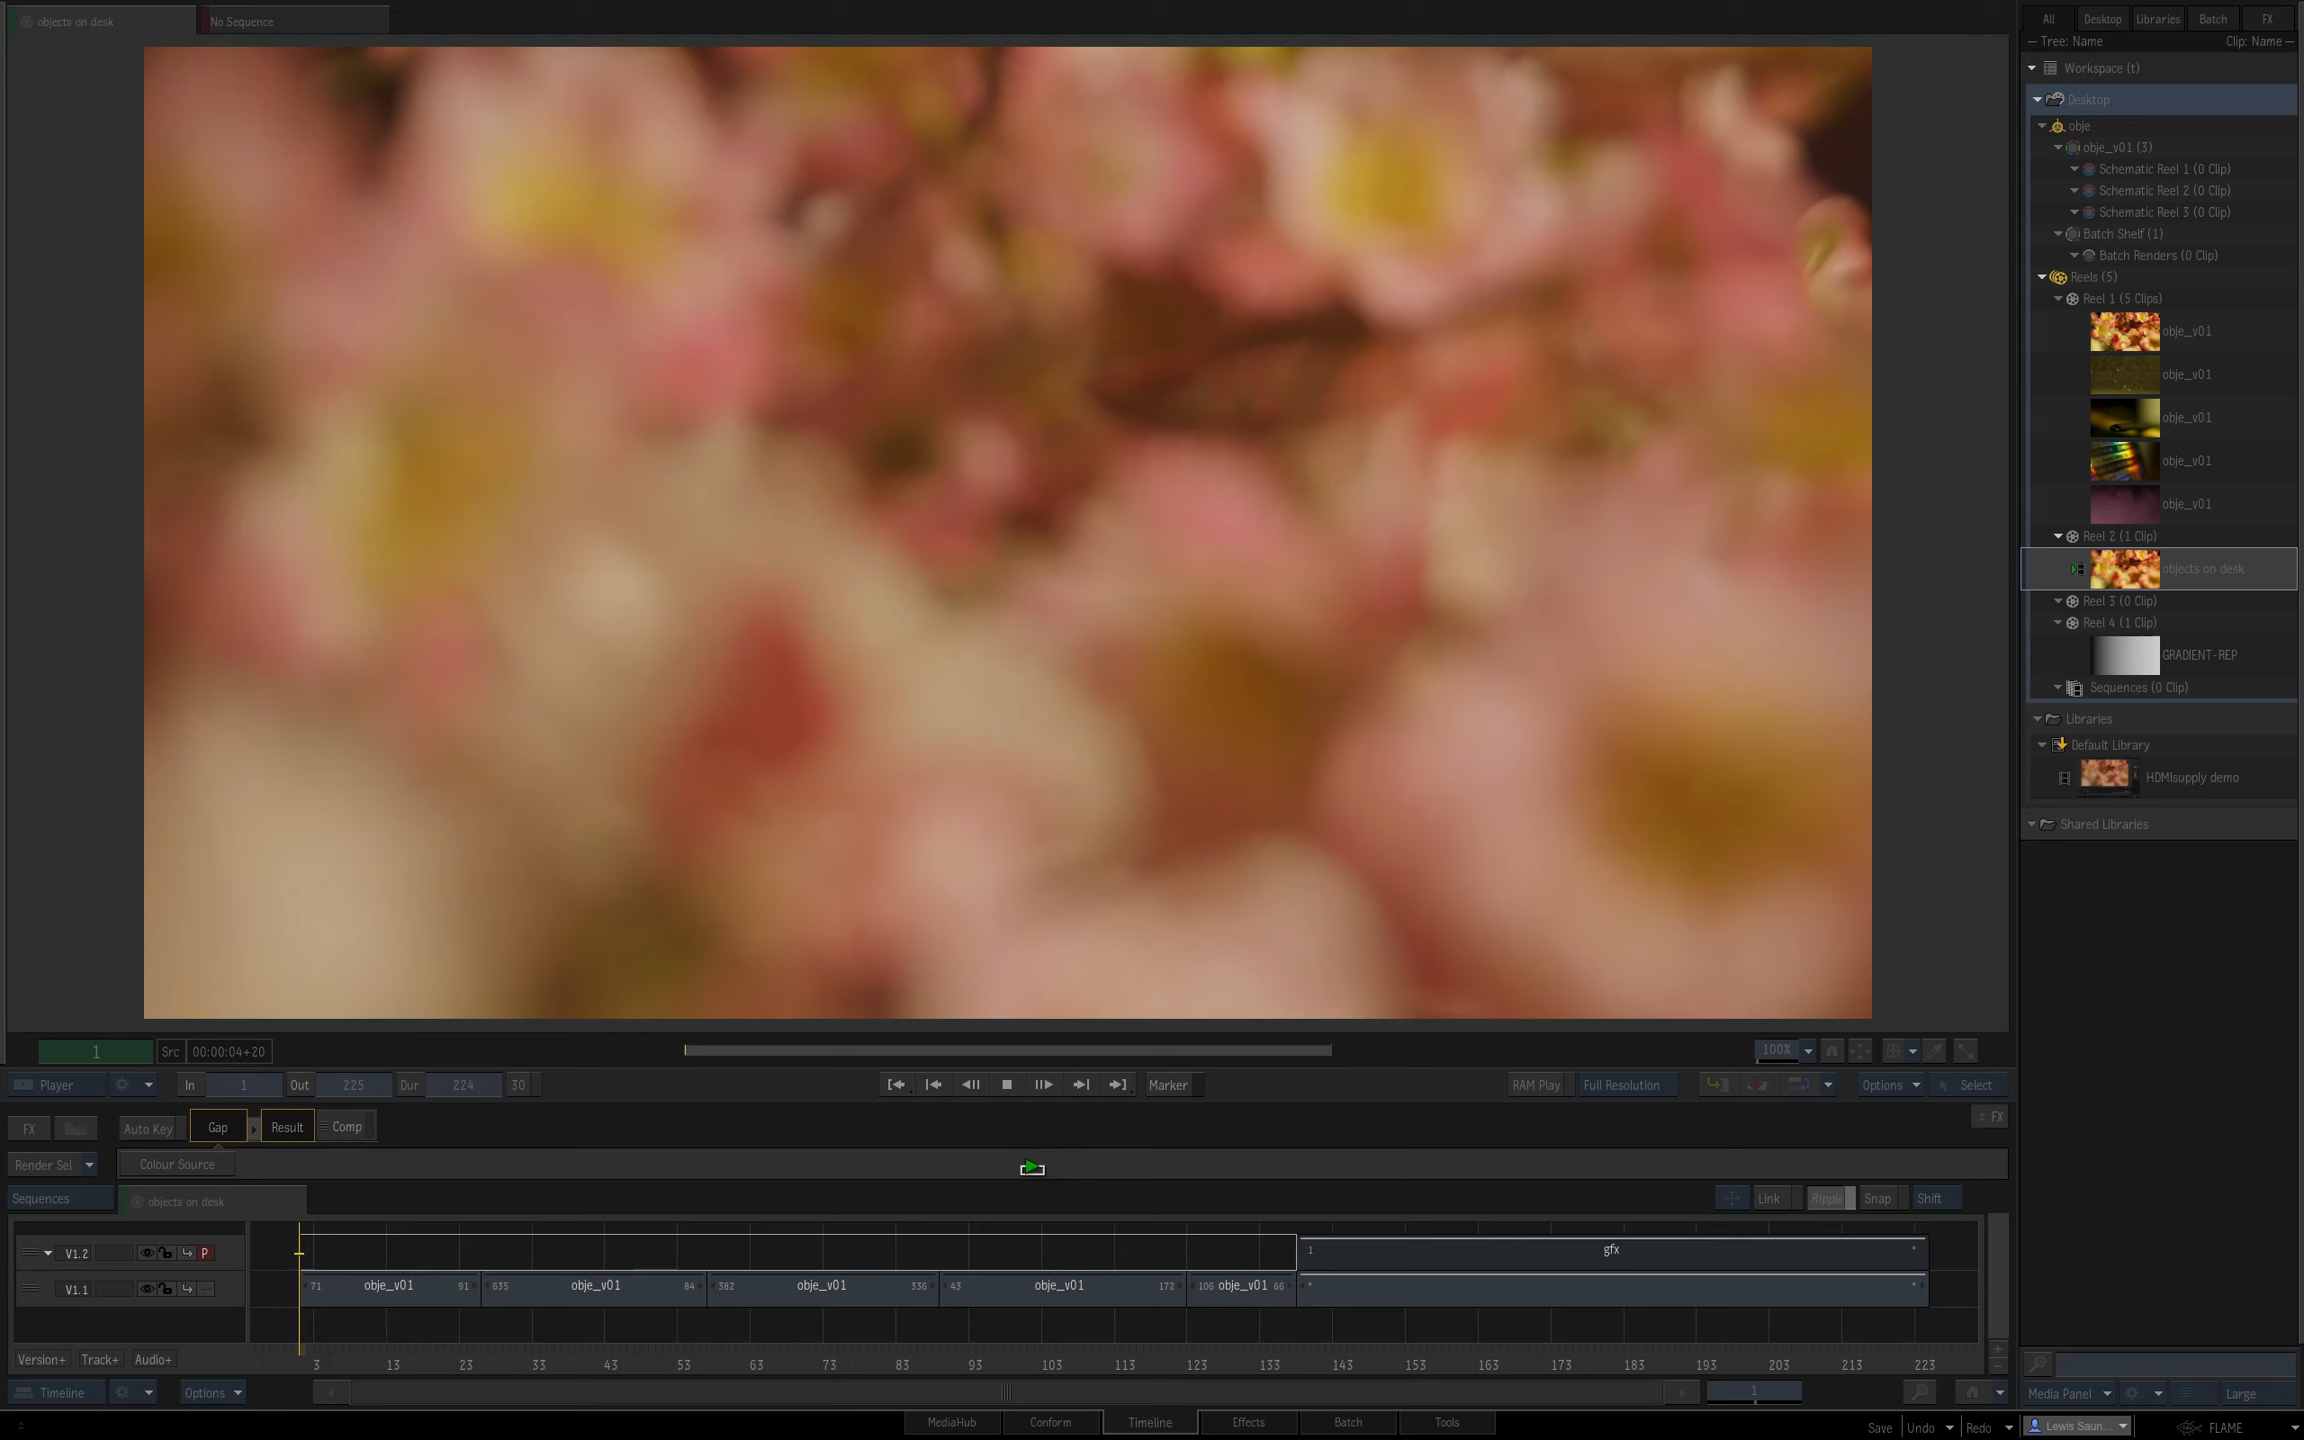 objects on desk
No Sequence
All Desktop Libraries Batch FX
Tree: Name Clip: Name
Workspace (t)
Desktop
obje
obje_v01 (3)
Schematic Reel 1 (0 Clip)
Schematic Reel 2 (0 Clip)
Schematic Reel 3 (0 Clip)
Batch Shelf (1)
Batch Renders (0 Clip)
Reels (5)
Reel 1 (5 Clips)
obje_v01
obje_v01
obje_v01
obje_v01
obje_v01
Reel 2 (1 Clip)
objects on desk
Reel 3 (0 Clip)
Reel 4 (1 Clip)
GRADIENT-REP
Sequences (0 Clip)
Libraries
Default Library
HDMIsupply demo
Shared Libraries
1 Src 00:00:04+20 100%
Player In 1 Out 225 Dur 224 30 Marker RAM Play Full Resolution Options Select
FX Auto Key Gap Result Comp FX
Render Sel Colour Source
Sequences objects on desk Link Ripple Snap Shift
V1.2 P 1 gfx
V1.1 71 obje_v01 91 635 obje_v01 84 382 obje_v01 336 43 obje_v01 172 106 obje_v01 66
Version+ Track+ Audio+ 3 13 23 33 43 53 63 73 83 93 103 113 123 133 143 153 163 173 183 193 203 213 223
Timeline Options 1 Media Panel Large
MediaHub Conform Timeline Effects Batch Tools Save Undo Redo Lewis Saun... FLAME